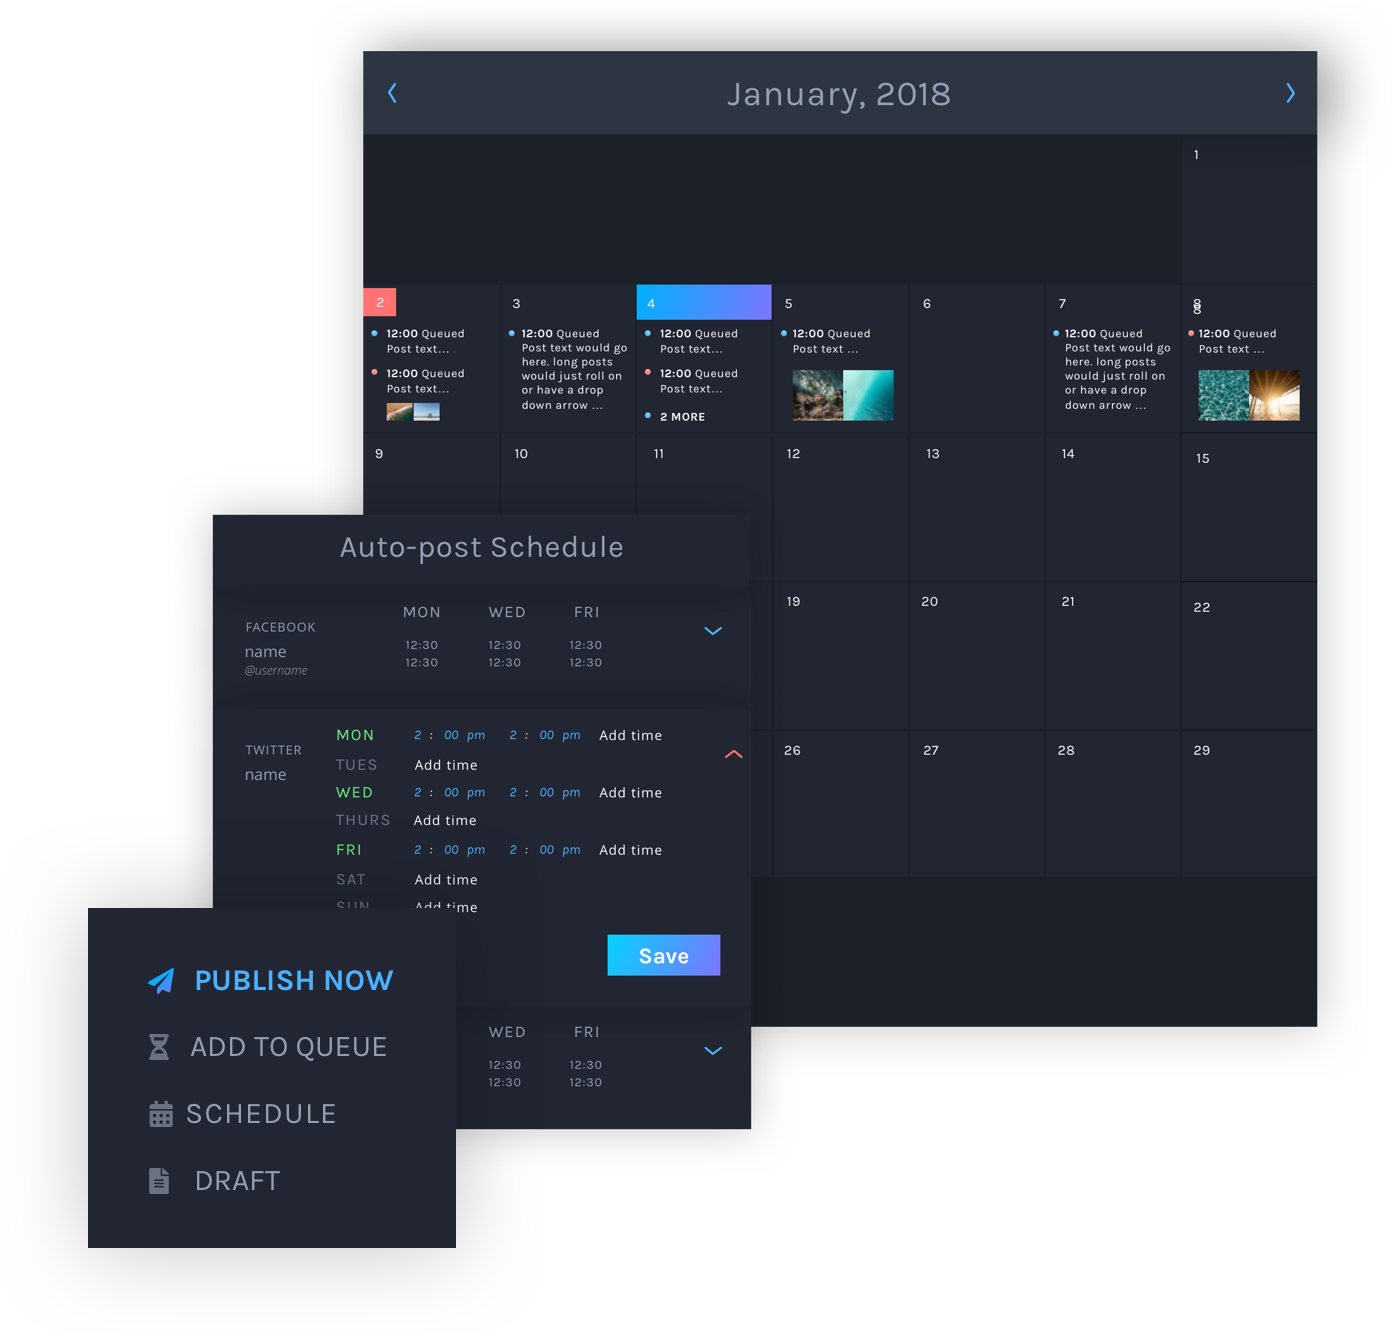 January, 2018
1
2
12:00 Queued
Post text...
12:00 Queued
Post text...
3
12:00 Queued
Post text would go
here. long posts
would just roll on
or have a drop
down arrow ...
4
12:00 Queued
Post text...
12:00 Queued
Post text...
2 MORE
5
12:00 Queued
Post text ...
6
7
12:00 Queued
Post text would go
here. long posts
would just roll on
or have a drop
down arrow ...
8
8
12:00 Queued
Post text ...
9
10
11
12
13
14
15
19
20
21
22
26
27
28
29
Auto-post Schedule
FACEBOOK
name
@username
MON WED FRI
12:30 12:30 12:30
12:30 12:30 12:30
TWITTER
name
MON 2 : 00 pm 2 : 00 pm Add time
TUES Add time
WED 2 : 00 pm 2 : 00 pm Add time
THURS Add time
FRI 2 : 00 pm 2 : 00 pm Add time
SAT Add time
SUN Add time
Save
WED FRI
12:30 12:30
12:30 12:30
PUBLISH NOW
ADD TO QUEUE
SCHEDULE
DRAFT